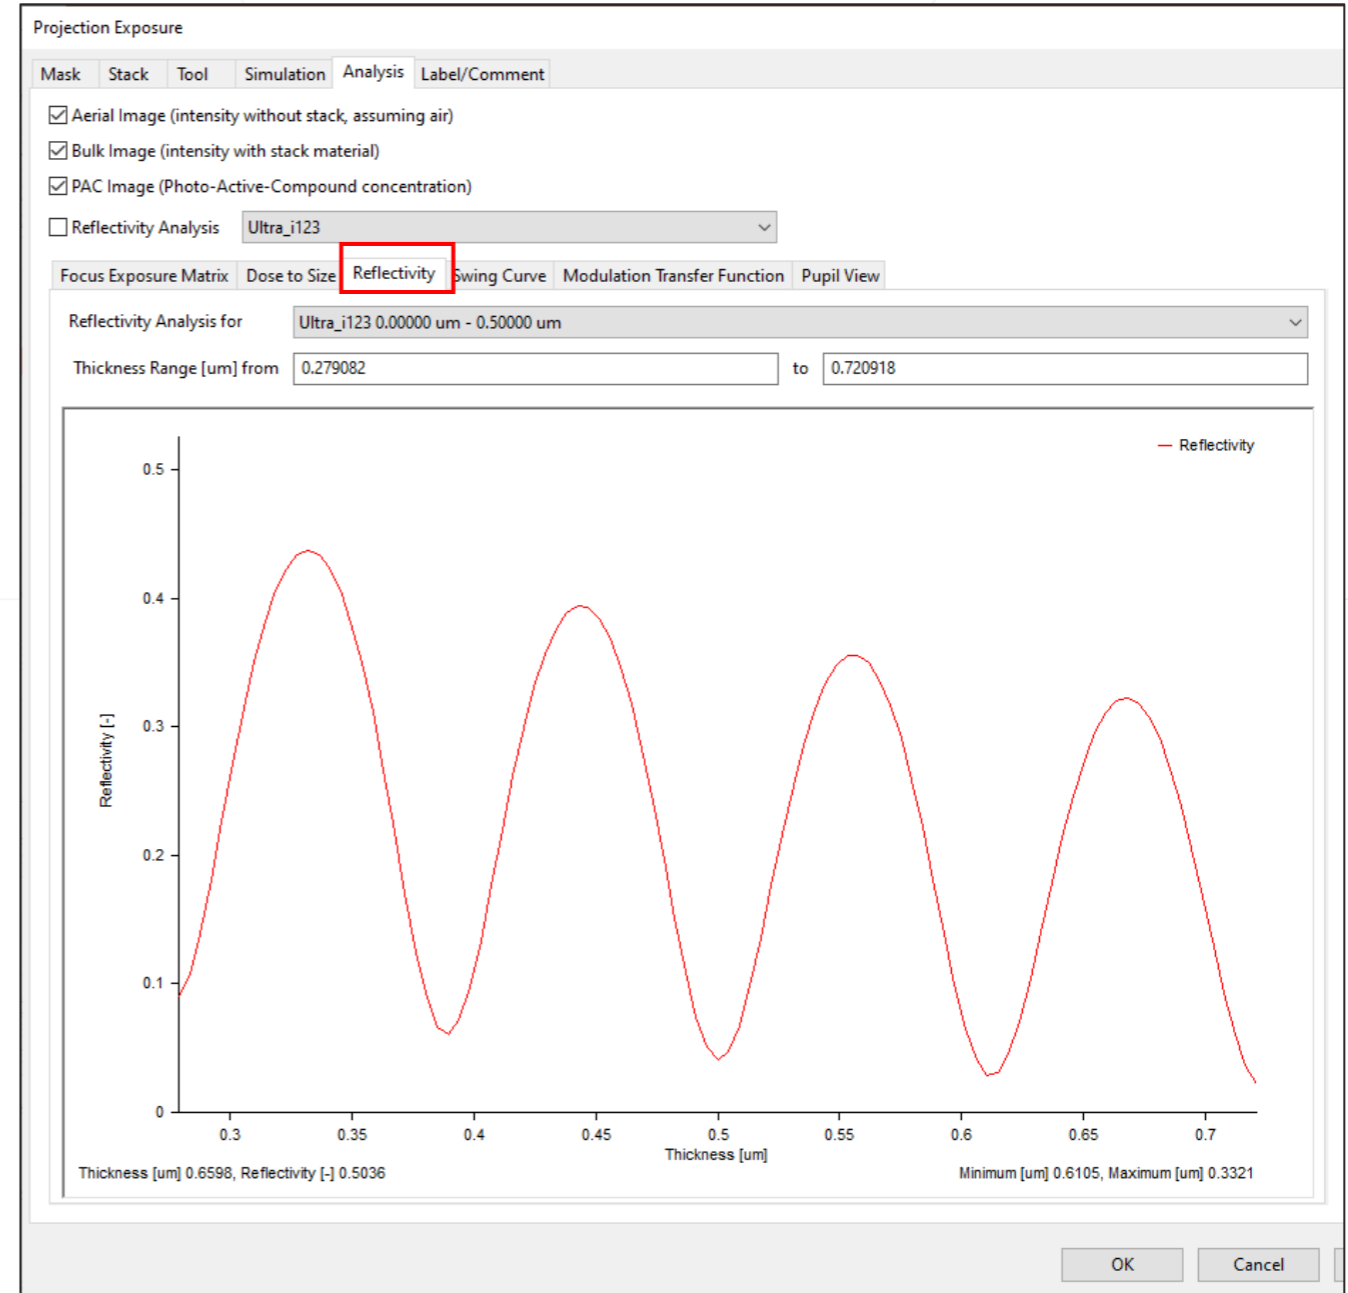 Projection Exposure
Mask Stack Tool Simulation Analysis Label/Comment
Aerial Image (intensity without stack, assuming air)
Bulk Image (intensity with stack material)
PAC Image (Photo-Active-Compound concentration)
Reflectivity Analysis Ultra_i123
Focus Exposure Matrix Dose to Size Reflectivity Swing Curve Modulation Transfer Function Pupil View
Reflectivity Analysis for Ultra_i123 0.00000 um - 0.50000 um
Thickness Range [um] from 0.279082 to 0.720918
Reflectivity
0.5
0.4
0.3
0.2
0.1
0
Reflectivity [-]
0.3 0.35 0.4 0.45 0.5 0.55 0.6 0.65 0.7
Thickness [um]
Thickness [um] 0.6598, Reflectivity [-] 0.5036 Minimum [um] 0.6105, Maximum [um] 0.3321
OK Cancel